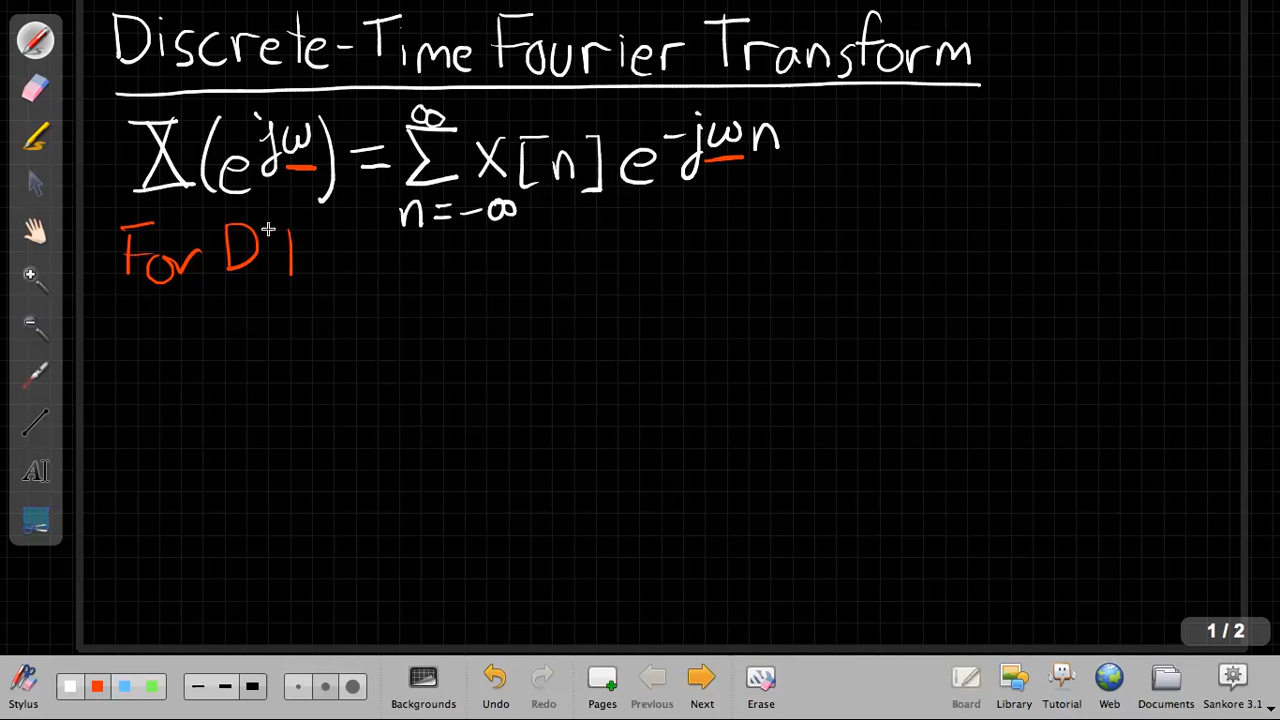 Discrete-Time Fourier Transform
X(e^{jω}) = ∑_{n=-∞}^{∞} x[n] e^{-jωn}
For D
1 / 2
Stylus
Backgrounds
Undo
Redo
Pages
Previous
Next
Erase
Board
Library
Tutorial
Web
Documents
Sankore 3.1